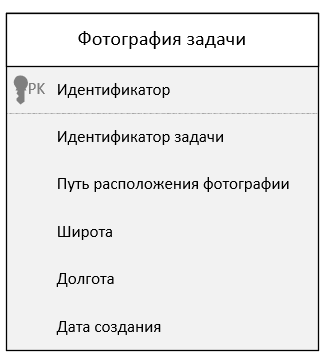 Фотография задачи
PK Идентификатор
Идентификатор задачи
Путь расположения фотографии
Широта
Долгота
Дата создания